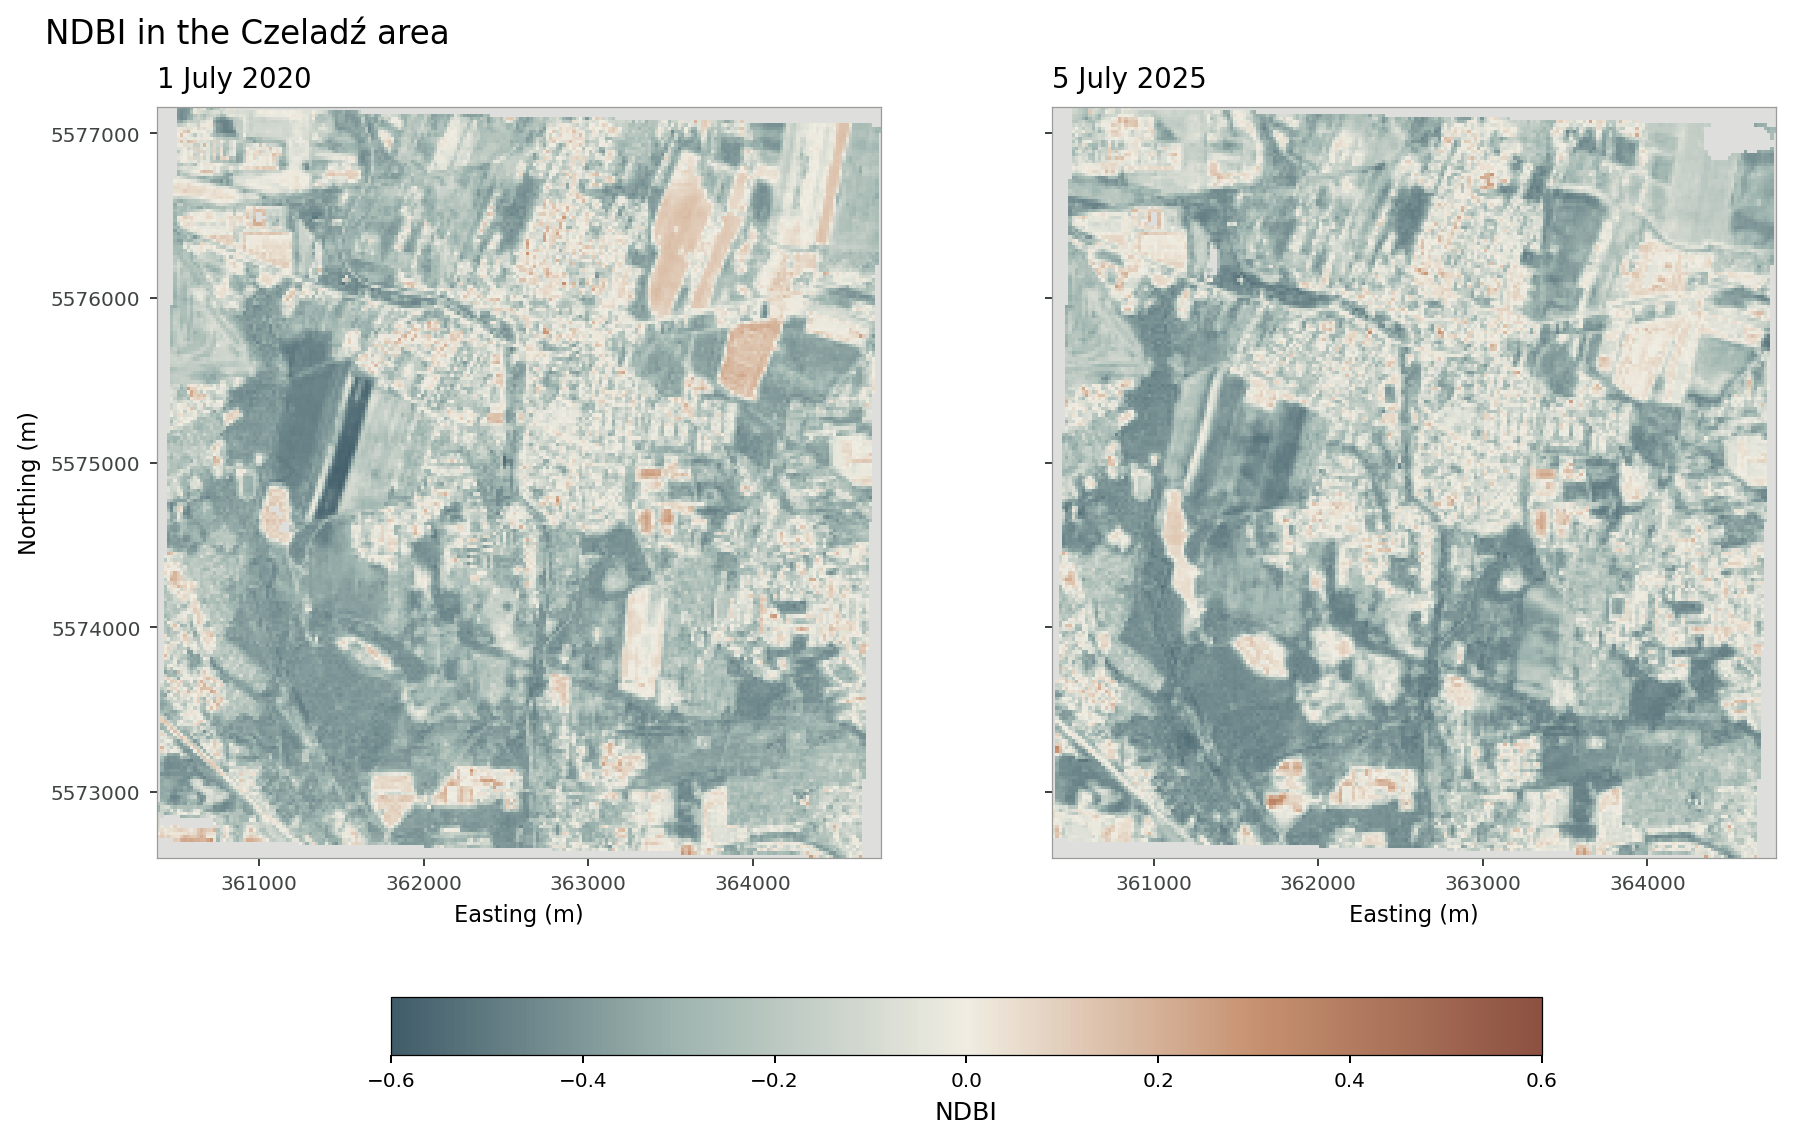 NDBI in the Czeladź area
1 July 2020
5 July 2025
5577000
5576000
5575000
5574000
5573000
Northing (m)
361000 362000 363000 364000
361000 362000 363000 364000
Easting (m)
Easting (m)
−0.6 −0.4 −0.2 0.0 0.2 0.4 0.6
NDBI